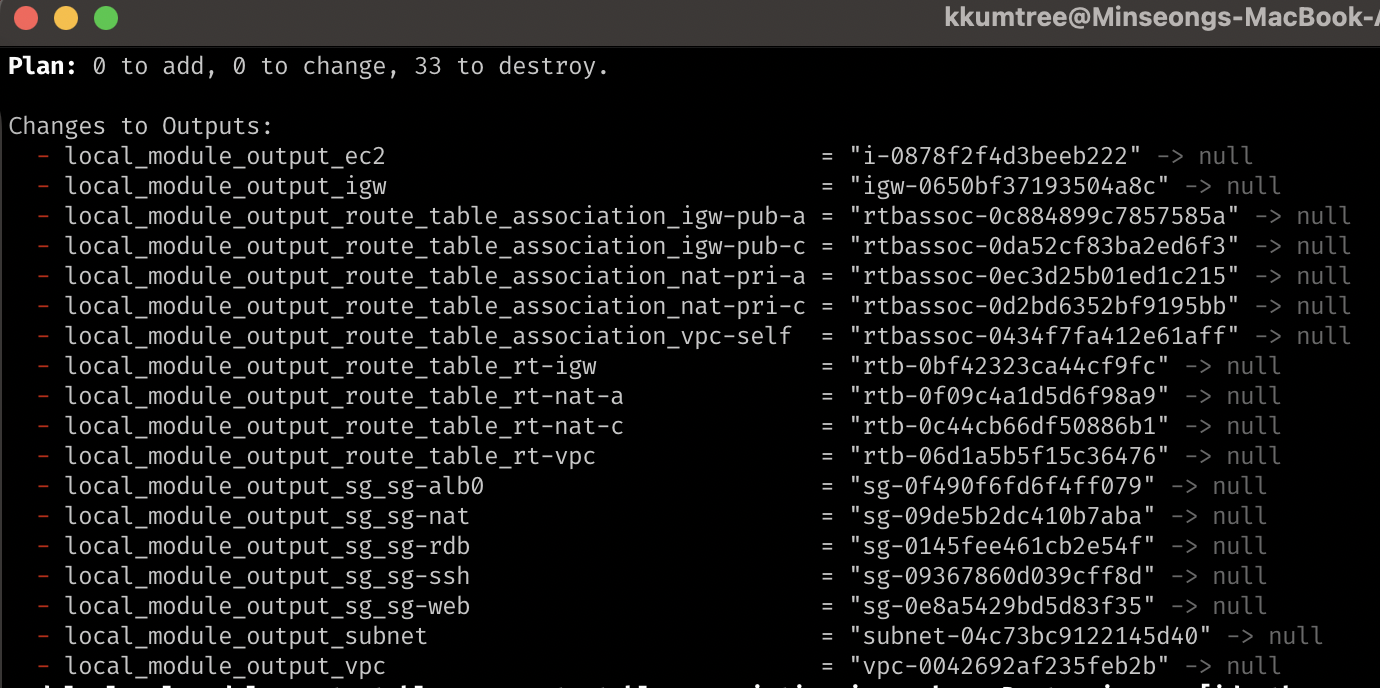 kkumtree@Minseongs-MacBook-
Plan: 0 to add, 0 to change, 33 to destroy.
Changes to Outputs:
- local_module_output_ec2 = "i-0878f2f4d3beeb222" -> null
- local_module_output_igw = "igw-0650bf37193504a8c" -> null
- local_module_output_route_table_association_igw-pub-a = "rtbassoc-0c884899c7857585a" -> null
- local_module_output_route_table_association_igw-pub-c = "rtbassoc-0da52cf83ba2ed6f3" -> null
- local_module_output_route_table_association_nat-pri-a = "rtbassoc-0ec3d25b01ed1c215" -> null
- local_module_output_route_table_association_nat-pri-c = "rtbassoc-0d2bd6352bf9195bb" -> null
- local_module_output_route_table_association_vpc-self = "rtbassoc-0434f7fa412e61aff" -> null
- local_module_output_route_table_rt-igw = "rtb-0bf42323ca44cf9fc" -> null
- local_module_output_route_table_rt-nat-a = "rtb-0f09c4a1d5d6f98a9" -> null
- local_module_output_route_table_rt-nat-c = "rtb-0c44cb66df50886b1" -> null
- local_module_output_route_table_rt-vpc = "rtb-06d1a5b5f15c36476" -> null
- local_module_output_sg_sg-alb0 = "sg-0f490f6fd6f4ff079" -> null
- local_module_output_sg_sg-nat = "sg-09de5b2dc410b7aba" -> null
- local_module_output_sg_sg-rdb = "sg-0145fee461cb2e54f" -> null
- local_module_output_sg_sg-ssh = "sg-09367860d039cff8d" -> null
- local_module_output_sg_sg-web = "sg-0e8a5429bd5d83f35" -> null
- local_module_output_subnet = "subnet-04c73bc9122145d40" -> null
- local_module_output_vpc = "vpc-0042692af235feb2b" -> null